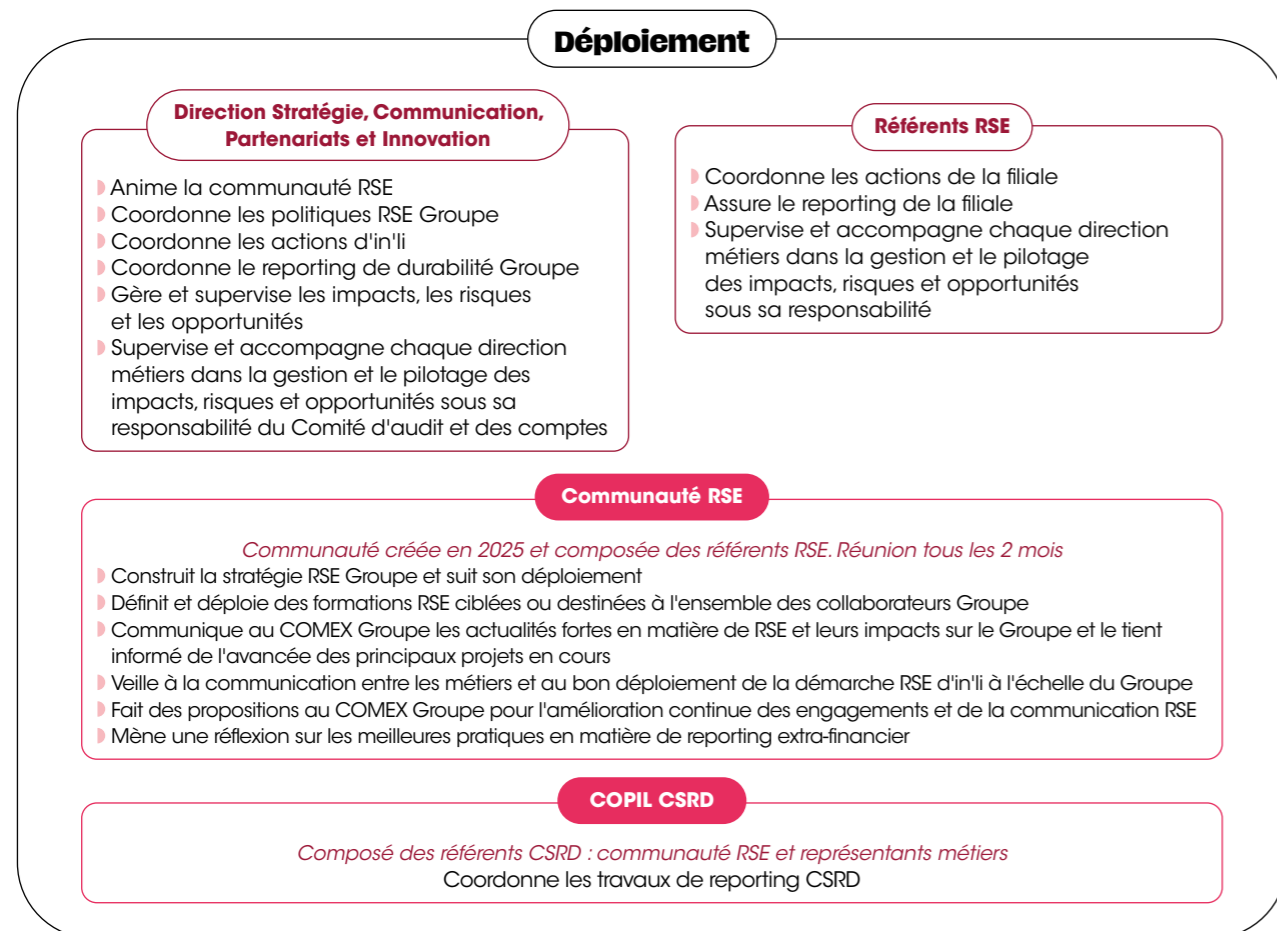 Déploiement
Direction Stratégie, Communication,
Partenariats et Innovation
Anime la communauté RSE
Coordonne les politiques RSE Groupe
Coordonne les actions d'in'li
Coordonne le reporting de durabilité Groupe
Gère et supervise les impacts, les risques
et les opportunités
Supervise et accompagne chaque direction
métiers dans la gestion et le pilotage des
impacts, risques et opportunités sous sa
responsabilité du Comité d'audit et des comptes
Référents RSE
Coordonne les actions de la filiale
Assure le reporting de la filiale
Supervise et accompagne chaque direction
métiers dans la gestion et le pilotage
des impacts, risques et opportunités
sous sa responsabilité
Communauté RSE
Communauté créée en 2025 et composée des référents RSE. Réunion tous les 2 mois
Construit la stratégie RSE Groupe et suit son déploiement
Définit et déploie des formations RSE ciblées ou destinées à l'ensemble des collaborateurs Groupe
Communique au COMEX Groupe les actualités fortes en matière de RSE et leurs impacts sur le Groupe et le tient
informé de l'avancée des principaux projets en cours
Veille à la communication entre les métiers et au bon déploiement de la démarche RSE d'in'li à l'échelle du Groupe
Fait des propositions au COMEX Groupe pour l'amélioration continue des engagements et de la communication RSE
Mène une réflexion sur les meilleures pratiques en matière de reporting extra-financier
COPIL CSRD
Composé des référents CSRD : communauté RSE et représentants métiers
Coordonne les travaux de reporting CSRD